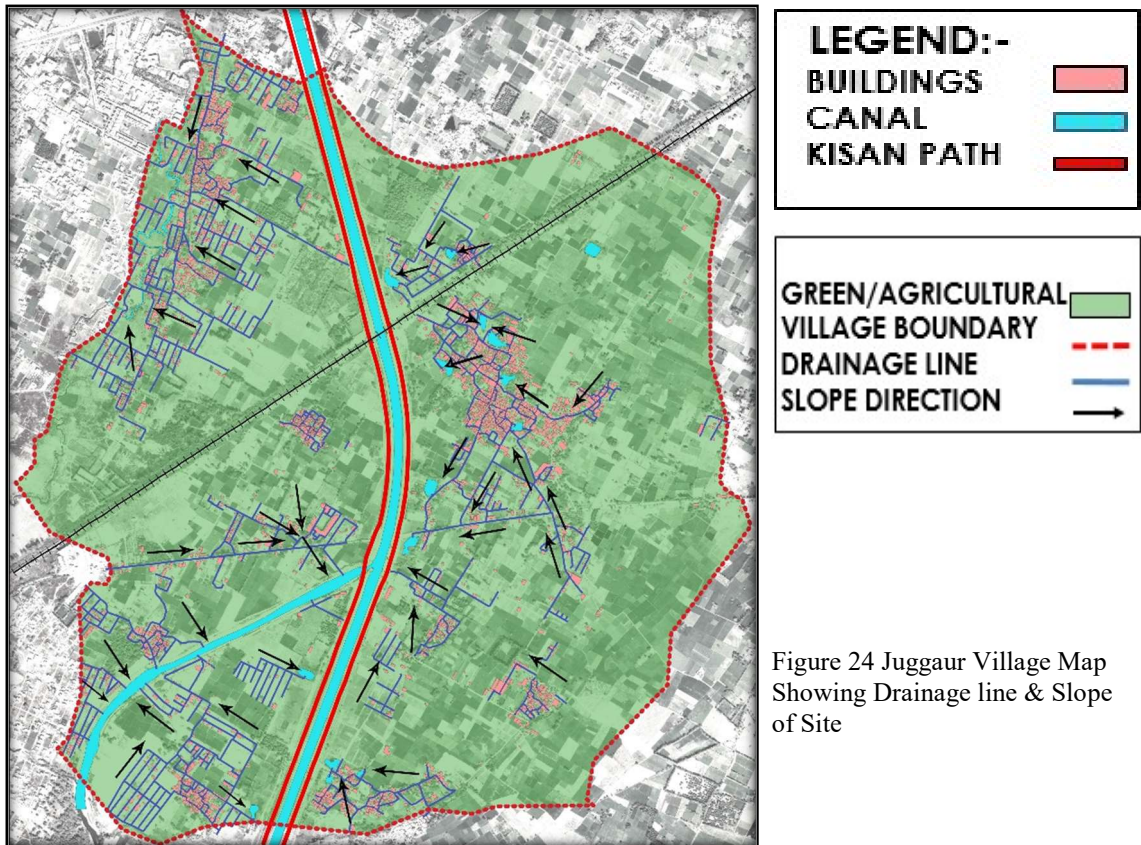 LEGEND:-
BUILDINGS
CANAL
KISAN PATH
GREEN/AGRICULTURAL
VILLAGE BOUNDARY
DRAINAGE LINE
SLOPE DIRECTION
Figure 24 Juggaur Village Map
Showing Drainage line & Slope
of Site